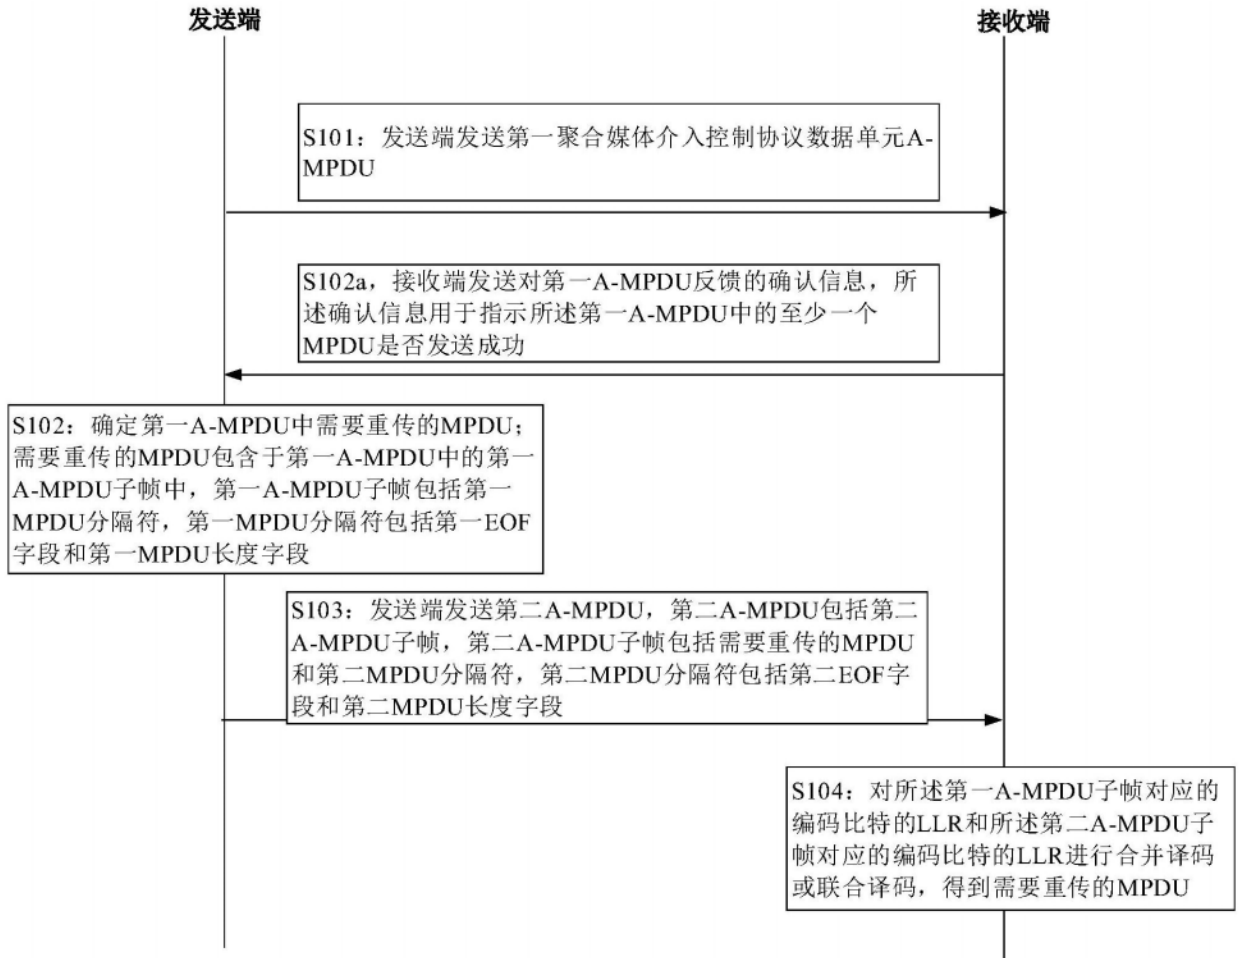 发送端
接收端
S101：发送端发送第一聚合媒体介入控制协议数据单元A-
MPDU
S102a，接收端发送对第一A-MPDU反馈的确认信息，所
述确认信息用于指示所述第一A-MPDU中的至少一个
MPDU是否发送成功
S102：确定第一A-MPDU中需要重传的MPDU；
需要重传的MPDU包含于第一A-MPDU中的第一
A-MPDU子帧中，第一A-MPDU子帧包括第一
MPDU分隔符，第一MPDU分隔符包括第一EOF
字段和第一MPDU长度字段
S103：发送端发送第二A-MPDU，第二A-MPDU包括第二
A-MPDU子帧，第二A-MPDU子帧包括需要重传的MPDU
和第二MPDU分隔符，第二MPDU分隔符包括第二EOF字
段和第二MPDU长度字段
S104：对所述第一A-MPDU子帧对应的
编码比特的LLR和所述第二A-MPDU子
帧对应的编码比特的LLR进行合并译码
或联合译码，得到需要重传的MPDU